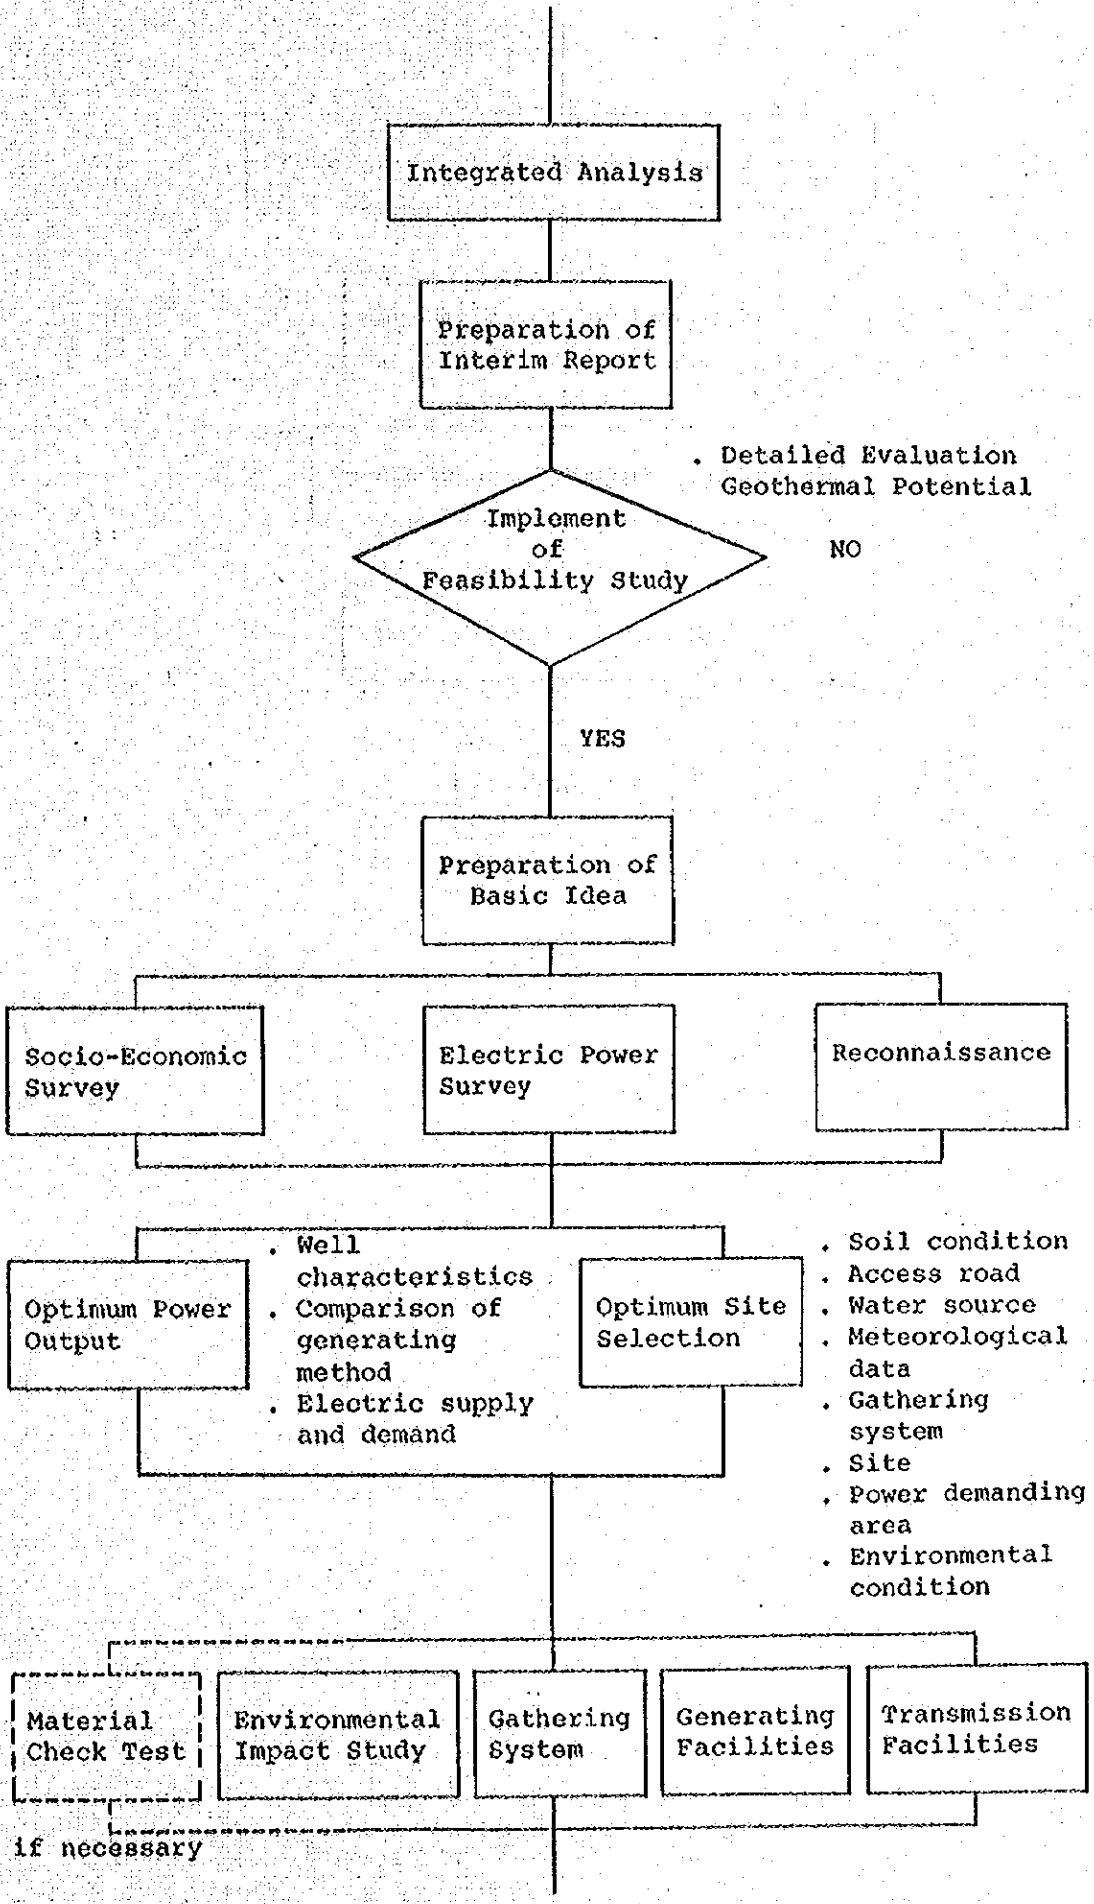 Integrated Analysis
Preparation of
Interim Report
. Detailed Evaluation
Geothermal Potential
Implement
of
Feasibility Study
NO
YES
Preparation of
Basic Idea
Socio-Economic
Survey
Electric Power
Survey
Reconnaissance
Optimum Power
Output
. Well
characteristics
. Comparison of
generating
method
. Electric supply
and demand
Optimum Site
Selection
. Soil condition
. Access road
. Water source
. Meteorological
data
. Gathering
system
. Site
. Power demanding
area
. Environmental
condition
Material
Check Test
Environmental
Impact Study
Gathering
System
Generating
Facilities
Transmission
Facilities
if necessary